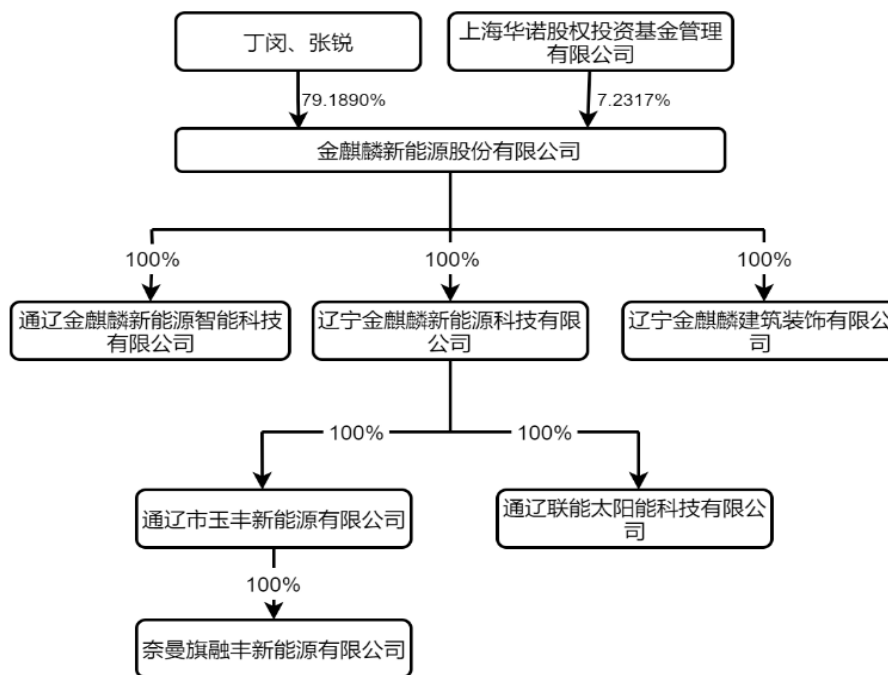 丁闵、张锐
上海华诺股权投资基金管理
有限公司
79.1890%
7.2317%
金麒麟新能源股份有限公司
100%
100%
100%
通辽金麒麟新能源智能科技
有限公司
辽宁金麒麟新能源科技有限
公司
辽宁金麒麟建筑装饰有限公
司
100%
100%
通辽市玉丰新能源有限公司
通辽联能太阳能科技有限公
司
100%
奈曼旗融丰新能源有限公司